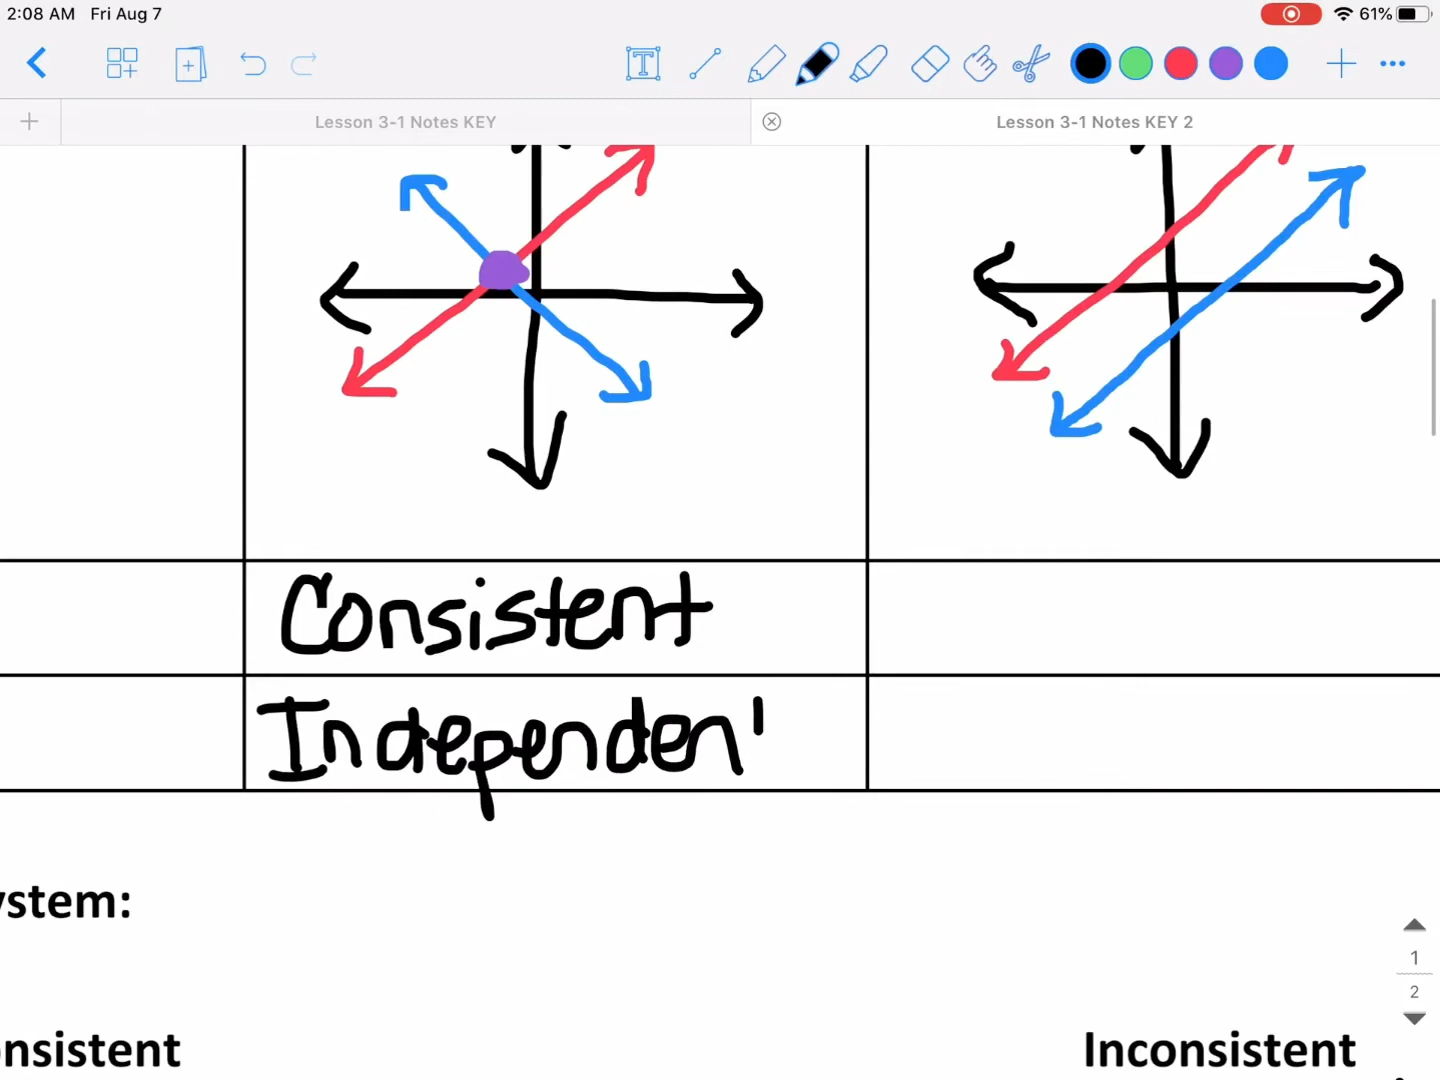 2:08 AM Fri Aug 7
61%
T
Lesson 3-1 Notes KEY
Lesson 3-1 Notes KEY 2
Consistent
Independen'
ystem:
1
2
onsistent
Inconsistent